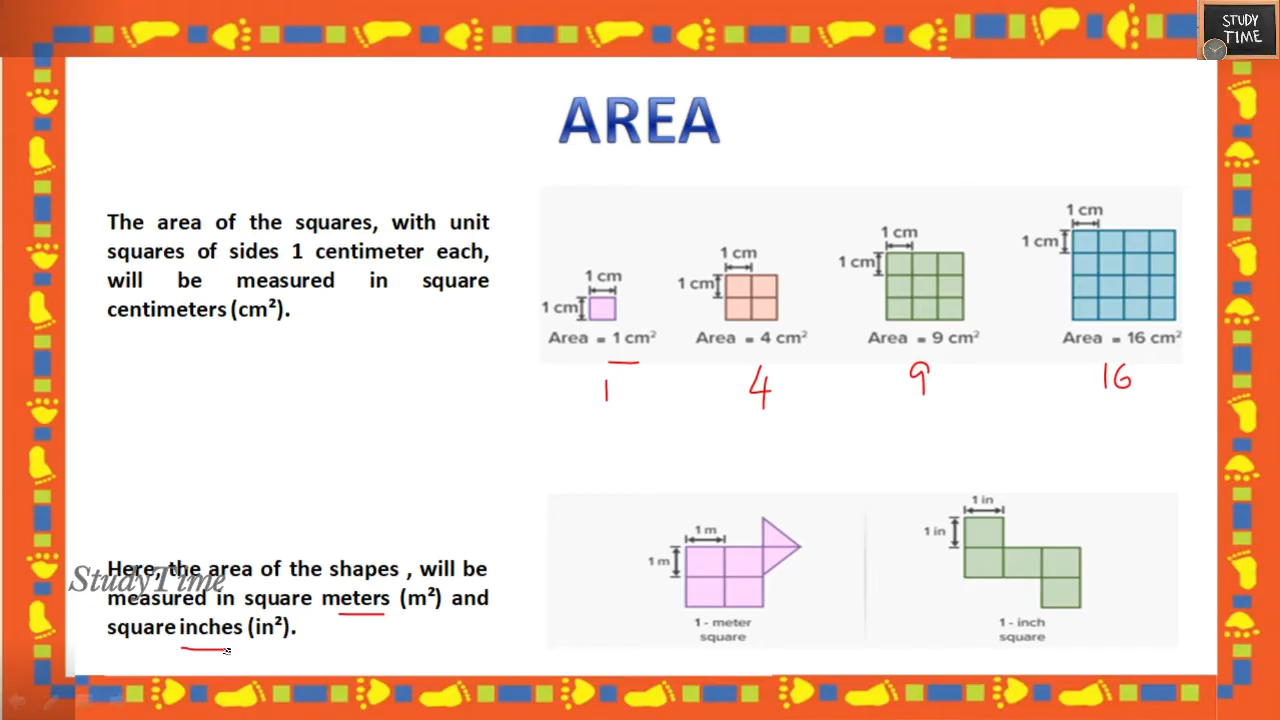 STUDY
TIME
AREA
The area of the squares, with unit
squares of sides 1 centimeter each,
will be measured in square
centimeters (cm²).
1 cm
1 cm
Area = 1 cm²
1 cm
1 cm
Area = 4 cm²
1 cm
1 cm
Area = 9 cm²
1 cm
1 cm
Area = 16 cm²
1
4
9
16
Here, the area of the shapes , will be
measured in square meters (m²) and
square inches (in²).
StudyTime
1 m
1 m
1 - meter
square
1 in
1 in
1 - inch
square